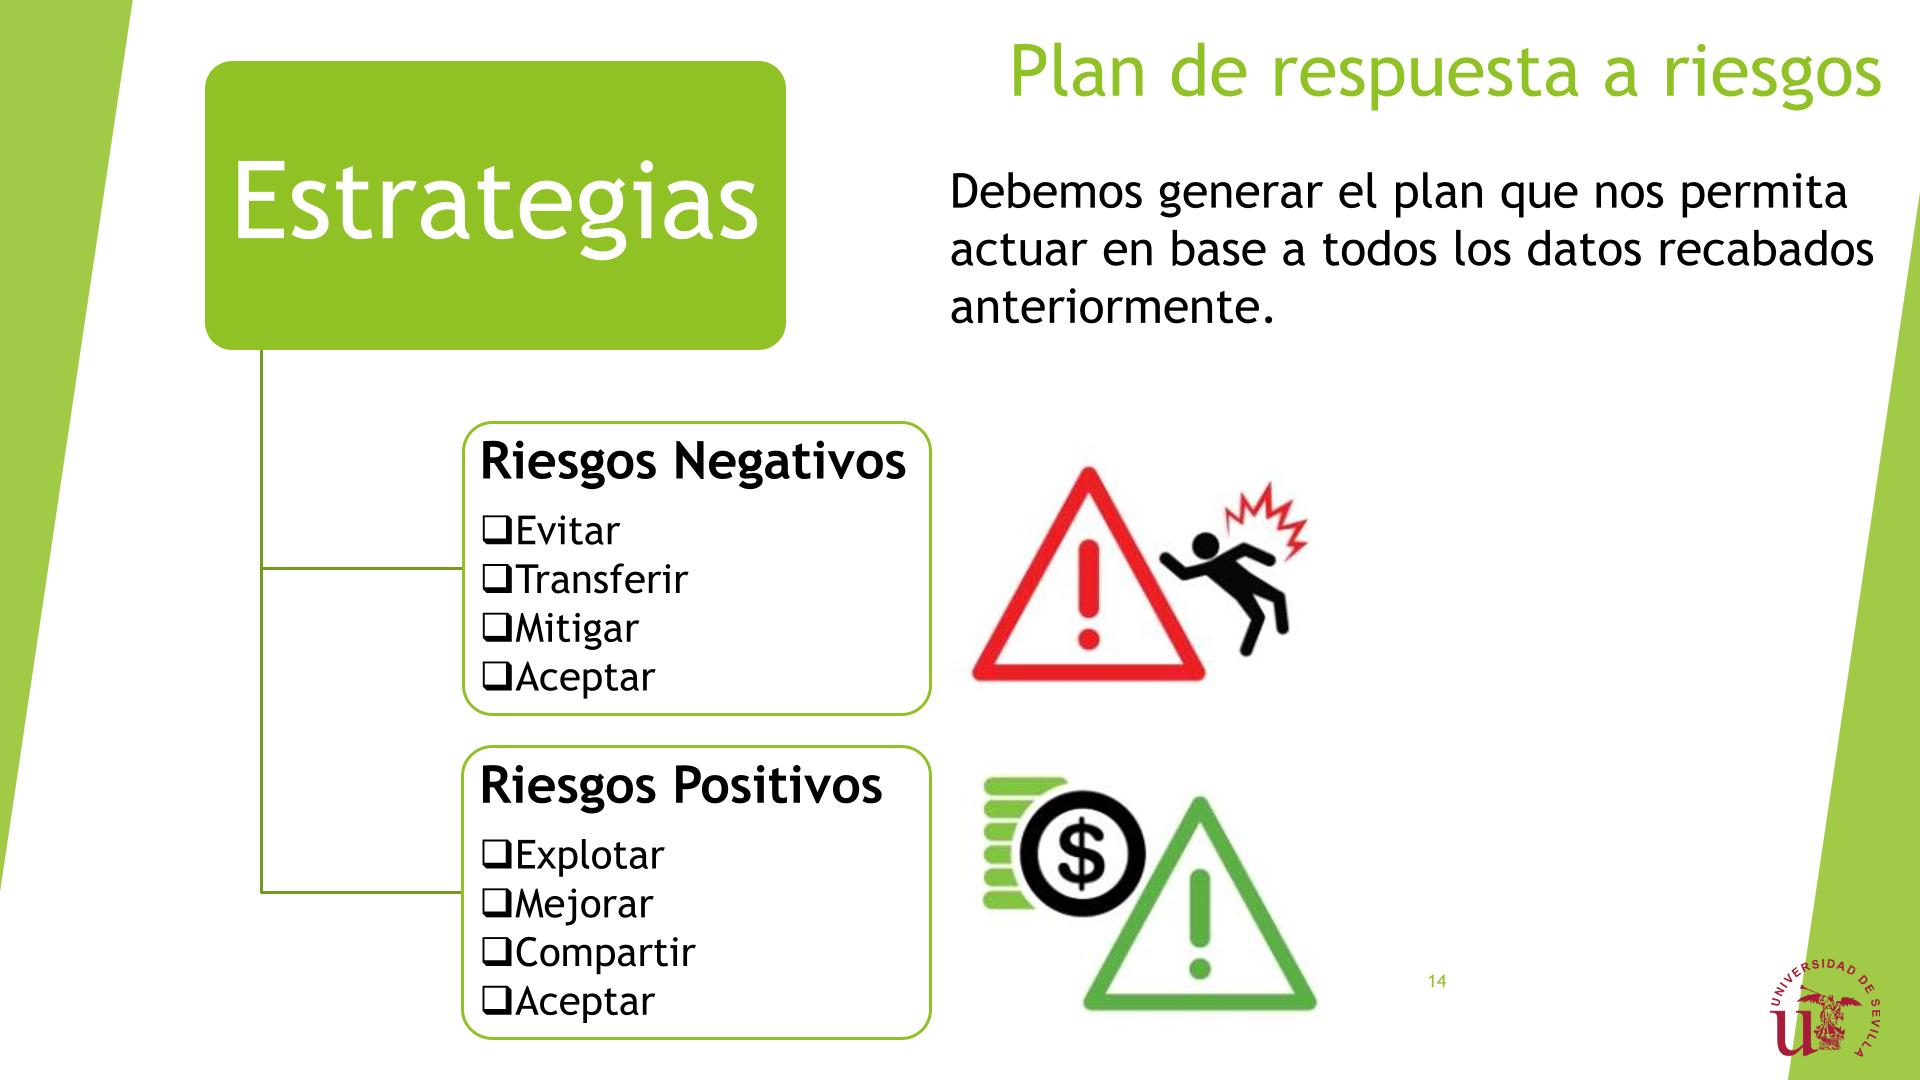 Plan de respuesta a riesgos
Estrategias
Debemos generar el plan que nos permita
actuar en base a todos los datos recabados
anteriormente.
Riesgos Negativos
❑Evitar
❑Transferir
❑Mitigar
❑Aceptar
Riesgos Positivos
❑Explotar
❑Mejorar
❑Compartir
❑Aceptar
$
14
UNIVERSIDAD DE SEVILLA
u